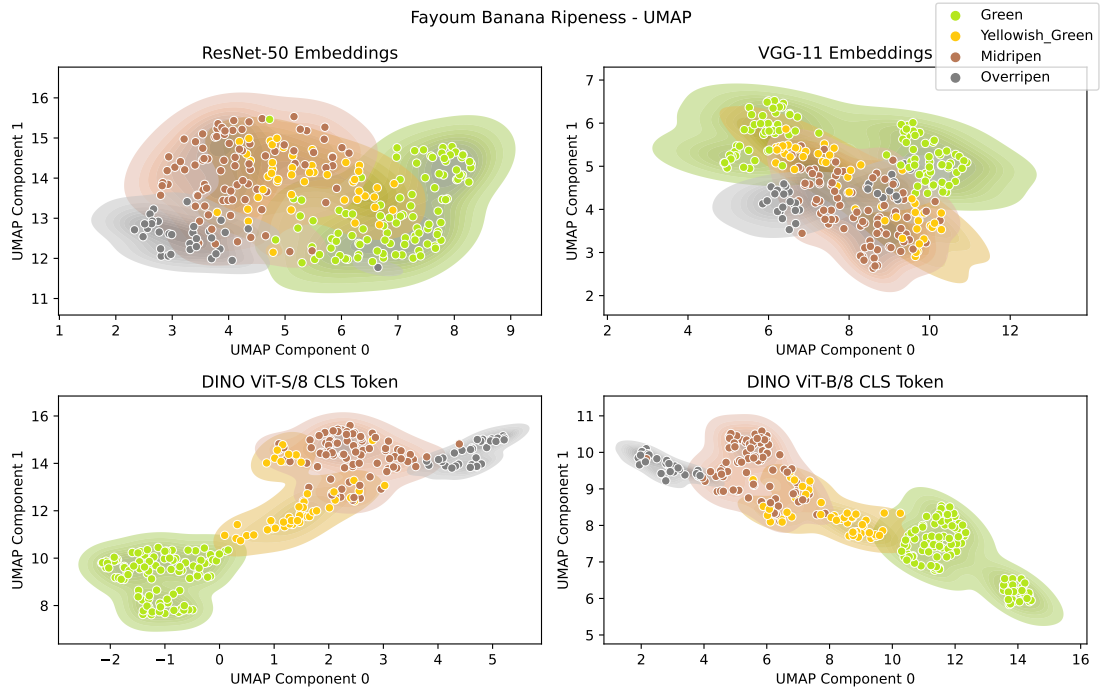 Fayoum Banana Ripeness - UMAP
Green
Yellowish_Green
Midripen
Overripen
ResNet-50 Embeddings
16
15
14
13
12
11
UMAP Component 1
1 2 3 4 5 6 7 8 9
UMAP Component 0
VGG-11 Embeddings
7
6
5
4
3
2
UMAP Component 1
2 4 6 8 10 12
UMAP Component 0
DINO ViT-S/8 CLS Token
16
14
12
10
8
UMAP Component 1
−2 −1 0 1 2 3 4 5
UMAP Component 0
DINO ViT-B/8 CLS Token
11
10
9
8
7
6
5
UMAP Component 1
2 4 6 8 10 12 14 16
UMAP Component 0